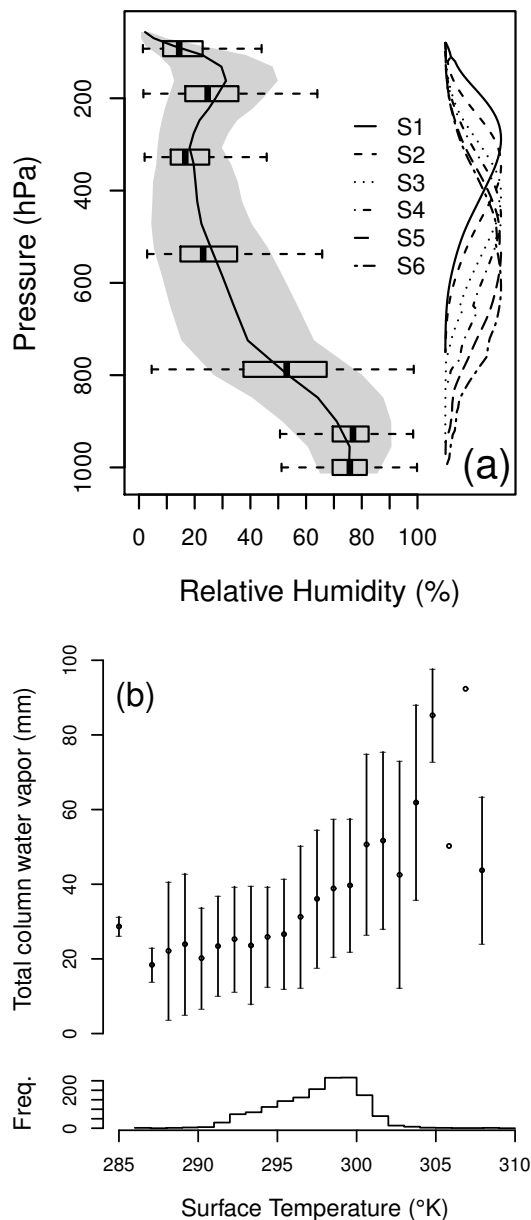 Pressure (hPa)
200
400
600
800
1000
S1
S2
S3
S4
S5
S6
(a)
0 20 40 60 80 100
Relative Humidity (%)
(b)
Total column water vapor (mm)
100
80
60
40
20
0
Freq.
200
0
285 290 295 300 305 310
Surface Temperature (°K)